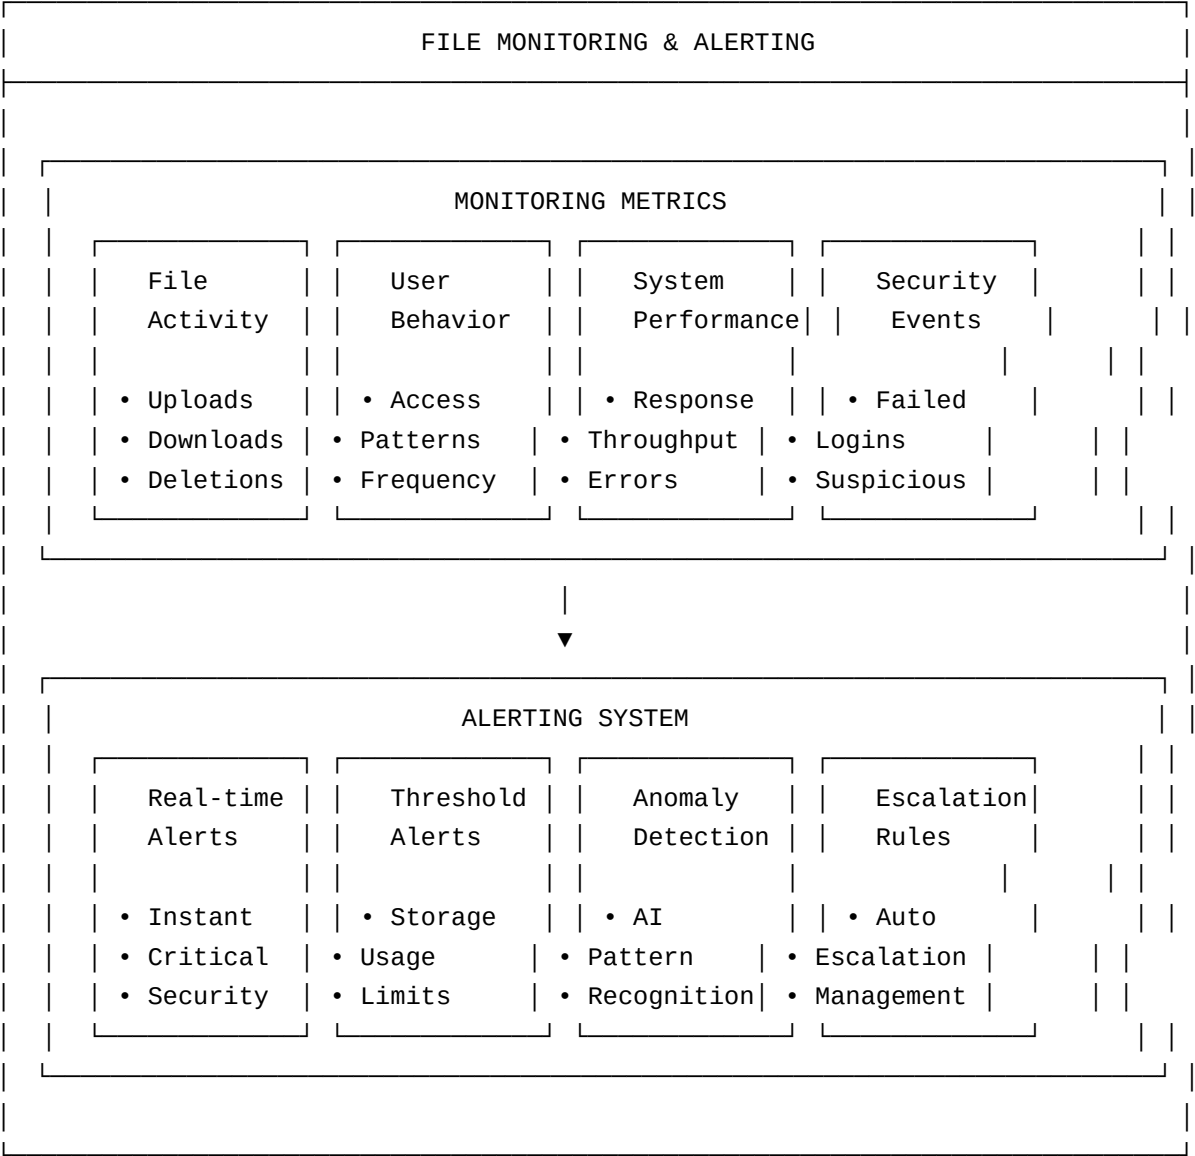 FILE MONITORING & ALERTING
MONITORING METRICS
File User System Security
Activity Behavior Performance Events
• Uploads • Access • Response • Failed
• Downloads • Patterns • Throughput • Logins
• Deletions • Frequency • Errors • Suspicious
▼
ALERTING SYSTEM
Real-time Threshold Anomaly Escalation
Alerts Alerts Detection Rules
• Instant • Storage • AI • Auto
• Critical • Usage • Pattern • Escalation
• Security • Limits • Recognition • Management